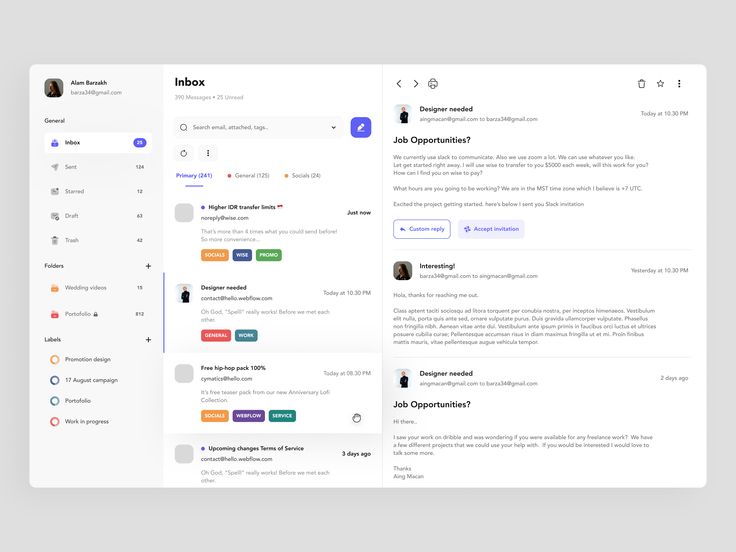 Alam Barzakh
barza34@gmail.com
General
Inbox 25
Sent 124
Starred 12
Draft 63
Trash 42
Folders +
Wedding videos 15
Portofolio
Labels +
Promotion design
17 August campaign
Portofolio
Work in progress
Inbox
390 Messages • 25 Unread
Search email, attached, tags..
Primary (241) General (125) Socials (24)
Higher IDR transfer limits
Just now
noreply@wise.com
That's more than 4 times what you could send before!
So more convenience...
SOCIALS WISE PROMO
Designer needed
Today at 10.30 PM
contact@hello.webflow.com
Oh God, "Spell!" really works! Before we met each
other.
GENERAL WORK
Free hip-hop pack 100%
Today at 08.30 PM
cymatics@hello.com
It's free teaser pack from our new Anniversary Lofi
Collection.
SOCIALS WEBFLOW SERVICE
Upcoming changes Terms of Service
3 days ago
contact@hello.webflow.com
Oh God, "Spell!" really works! Before we met each
other.
Designer needed
Today at 10.30 PM
aingmacan@gmail.com to barza34@gmail.com
Job Opportunities?
We currently use slack to communicate. Also we use zoom a lot. We can use whatever you like.
Let get started right away. I will use wise to transfer to you $5000 each week, will this work for you?
How can I find you on wise to pay?
What hours are you going to be working? We are in the MST time zone which I believe is +7 UTC.
Excited the project getting started. here's below I sent you Slack invitation
Custom reply Accept invitation
Interesting!
Yesterday at 10.30 PM
barza34@gmail.com to aingmacan@gmail.com
Hola, thanks for reaching me out.
Class aptent taciti sociosqu ad litora torquent per conubia nostra, per inceptos himenaeos. Vestibulum
elit nulla, porta quis ante sed, ornare vulputate purus. Duis gravida ullamcorper vulputate. Phasellus
non fringilla nibh. Aenean vitae ante dui. Vestibulum ante ipsum primis in faucibus orci luctus et ultrices
posuere cubilia curae; Pellentesque accumsan risus in diam maximus fringilla ut et mi. Proin finibus
mattis mauris, vitae pellentesque augue vehicula tempor.
Designer needed
2 days ago
aingmacan@gmail.com to barza34@gmail.com
Job Opportunities?
Hi there..
I saw your work on dribble and was wondering if you were available for any freelance work? We have
a few different projects that we could use your help with. If you would be interested I would love to
talk some more.
Thanks
Aing Macan